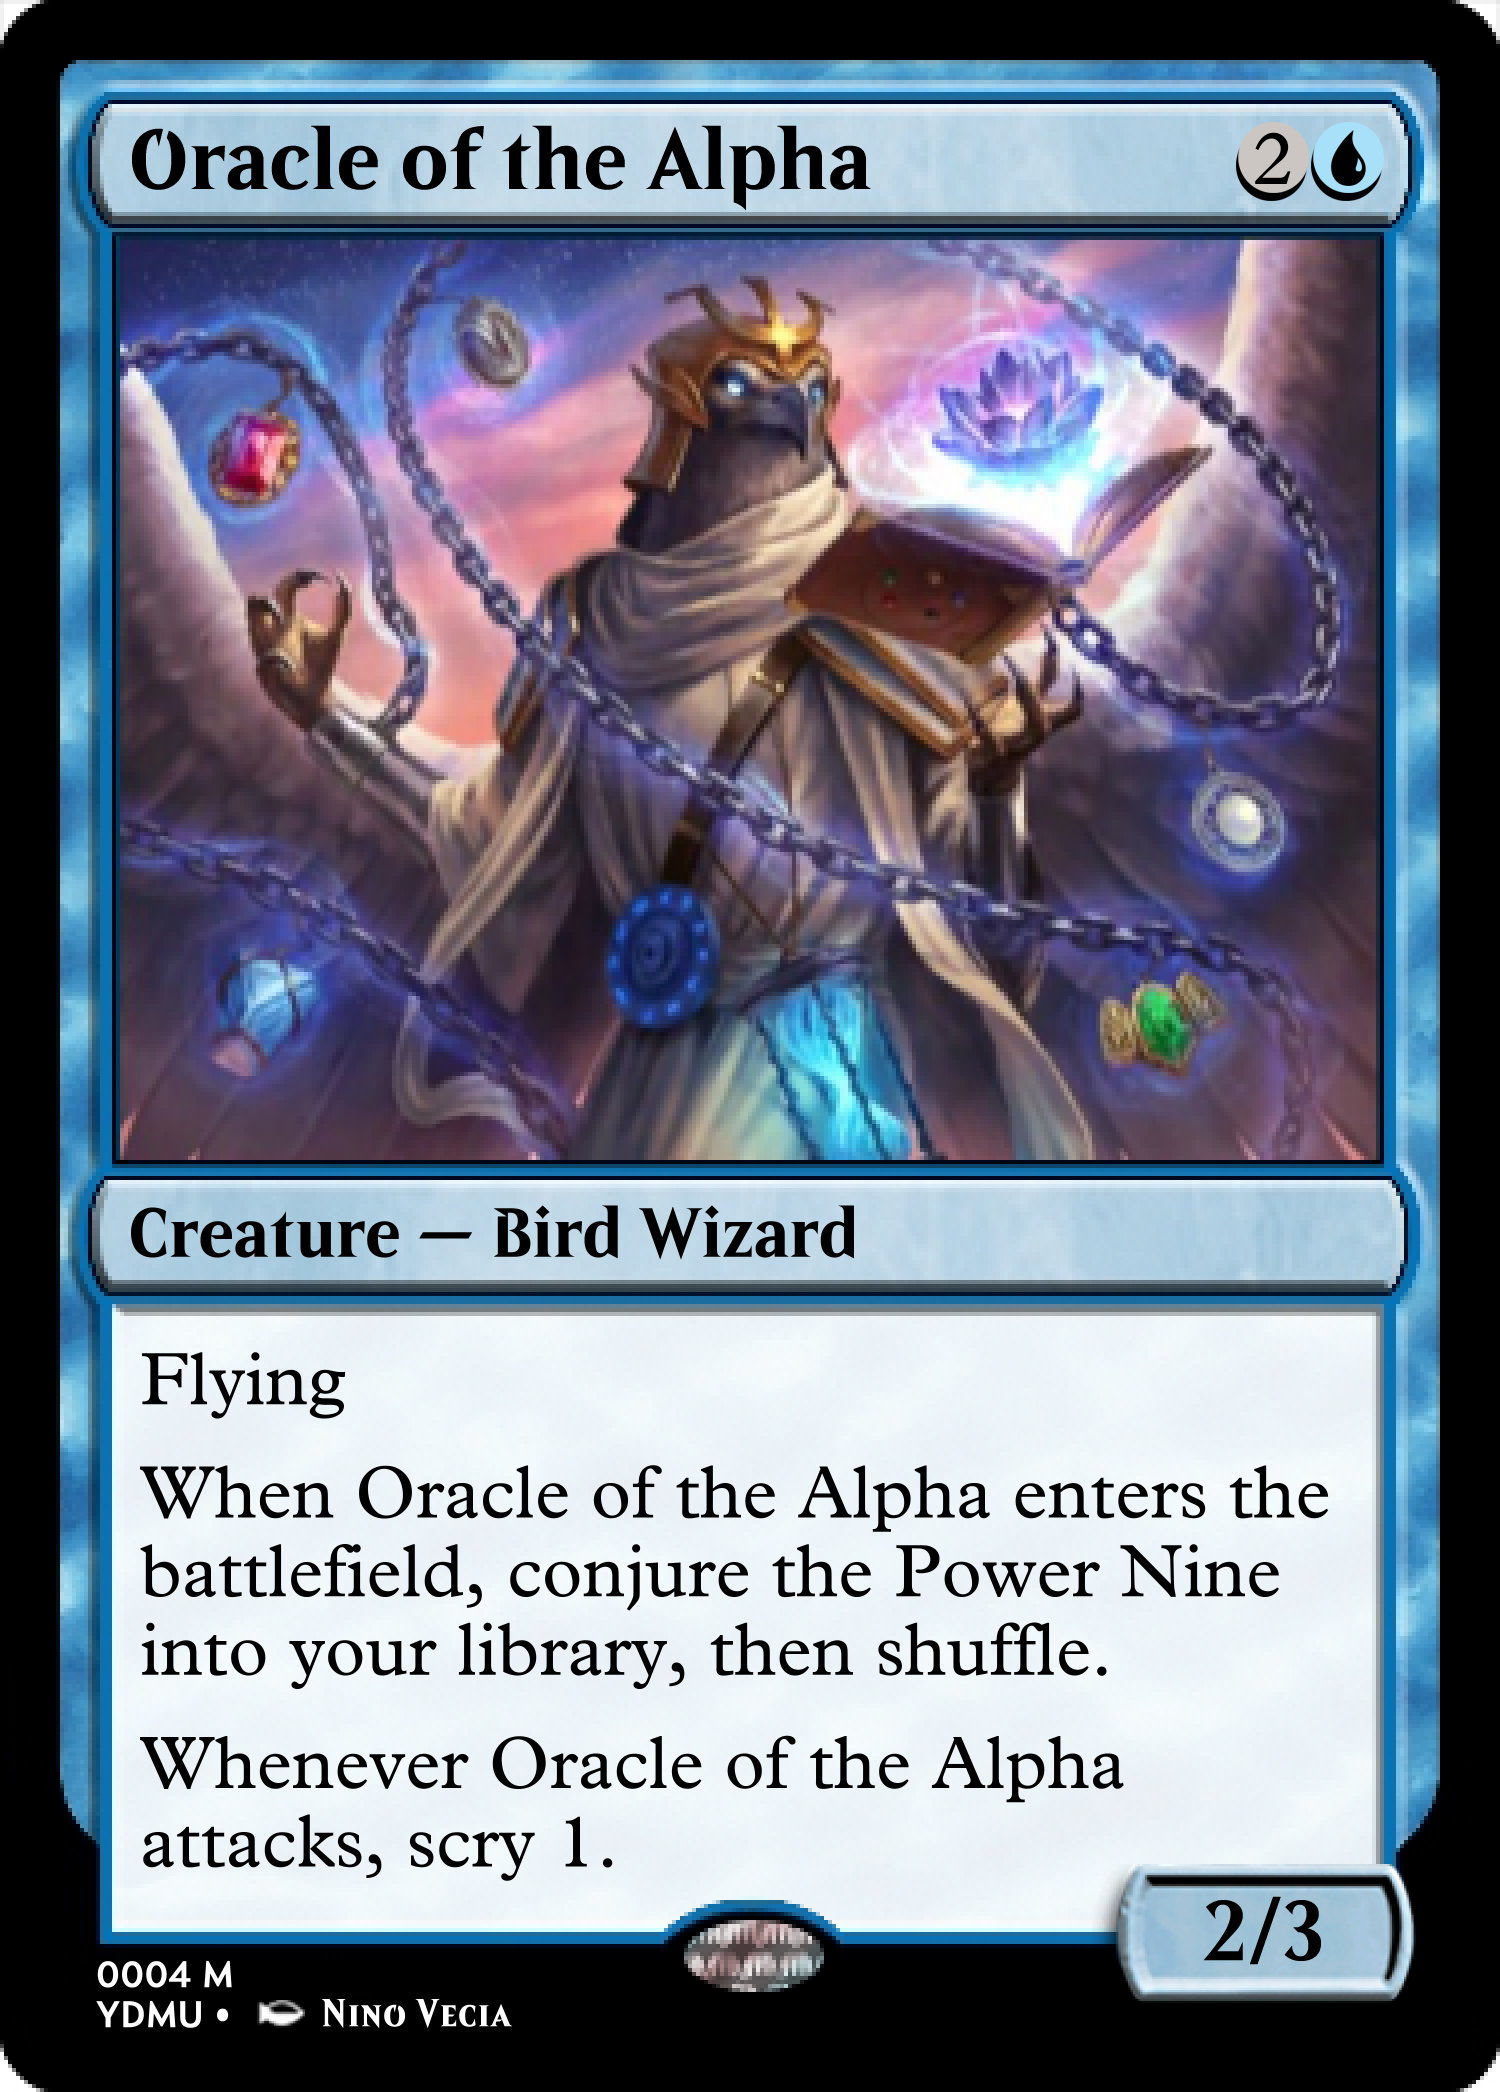 Oracle of the Alpha 2
Creature — Bird Wizard
Flying
When Oracle of the Alpha enters the
battlefield, conjure the Power Nine
into your library, then shuffle.
Whenever Oracle of the Alpha
attacks, scry 1.
2/3
0004 M
YDMU • Nino Vecia